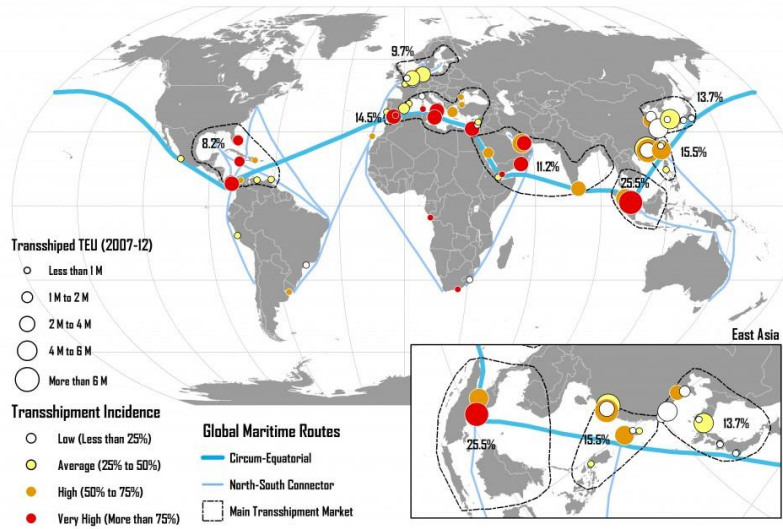 9.7%
13.7%
14.5%
8.2%
15.5%
11.2%
25.5%
Transshiped TEU (2007-12)
Less than 1 M
1 M to 2 M
2 M to 4 M
4 M to 6 M
More than 6 M
Transshipment Incidence
Low (Less than 25%)
Average (25 to 50%)
High (50 to 75%)
Very High (More than 75%)
Global Maritime Routes
Circum-Equatorial
North-South Connector
Main Transshipment Market
East Asia
25.5%
15.5%
13.7%